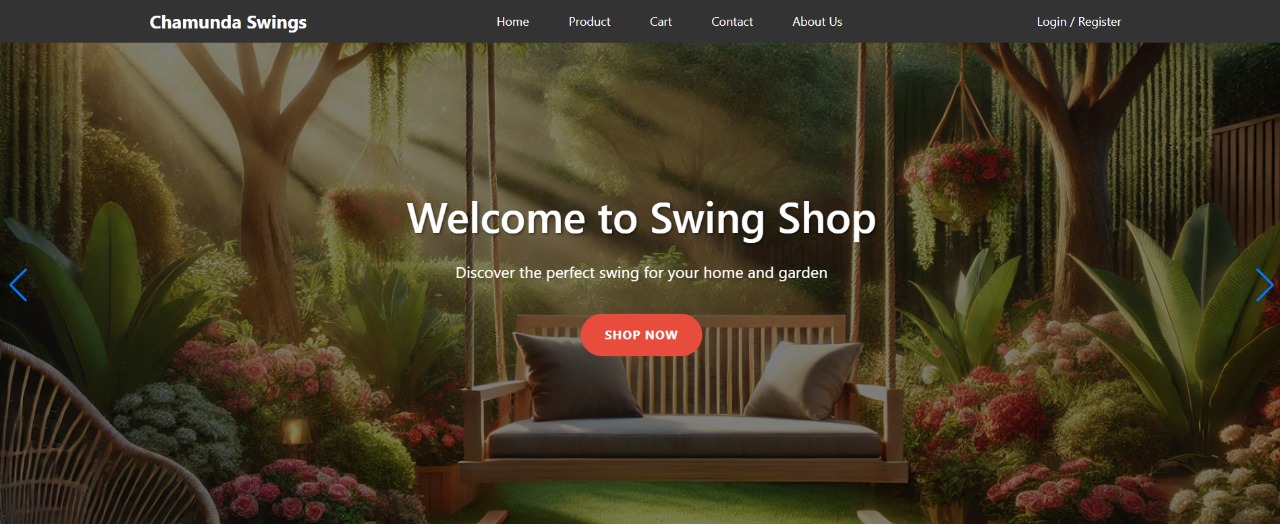 Chamunda Swings
Home
Product
Cart
Contact
About Us
Login / Register
Welcome to Swing Shop
Discover the perfect swing for your home and garden
SHOP NOW